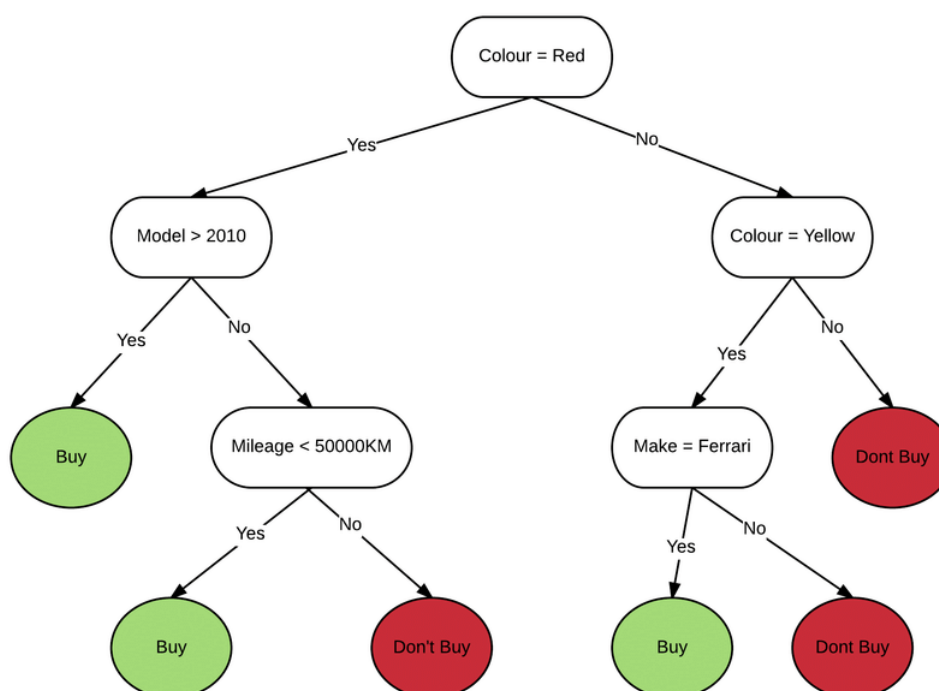 Colour = Red
Yes
No
Model > 2010
Colour = Yellow
Yes
No
Yes
No
Buy
Mileage < 50000KM
Make = Ferrari
Dont Buy
Yes
No
Yes
No
Buy
Don't Buy
Buy
Dont Buy